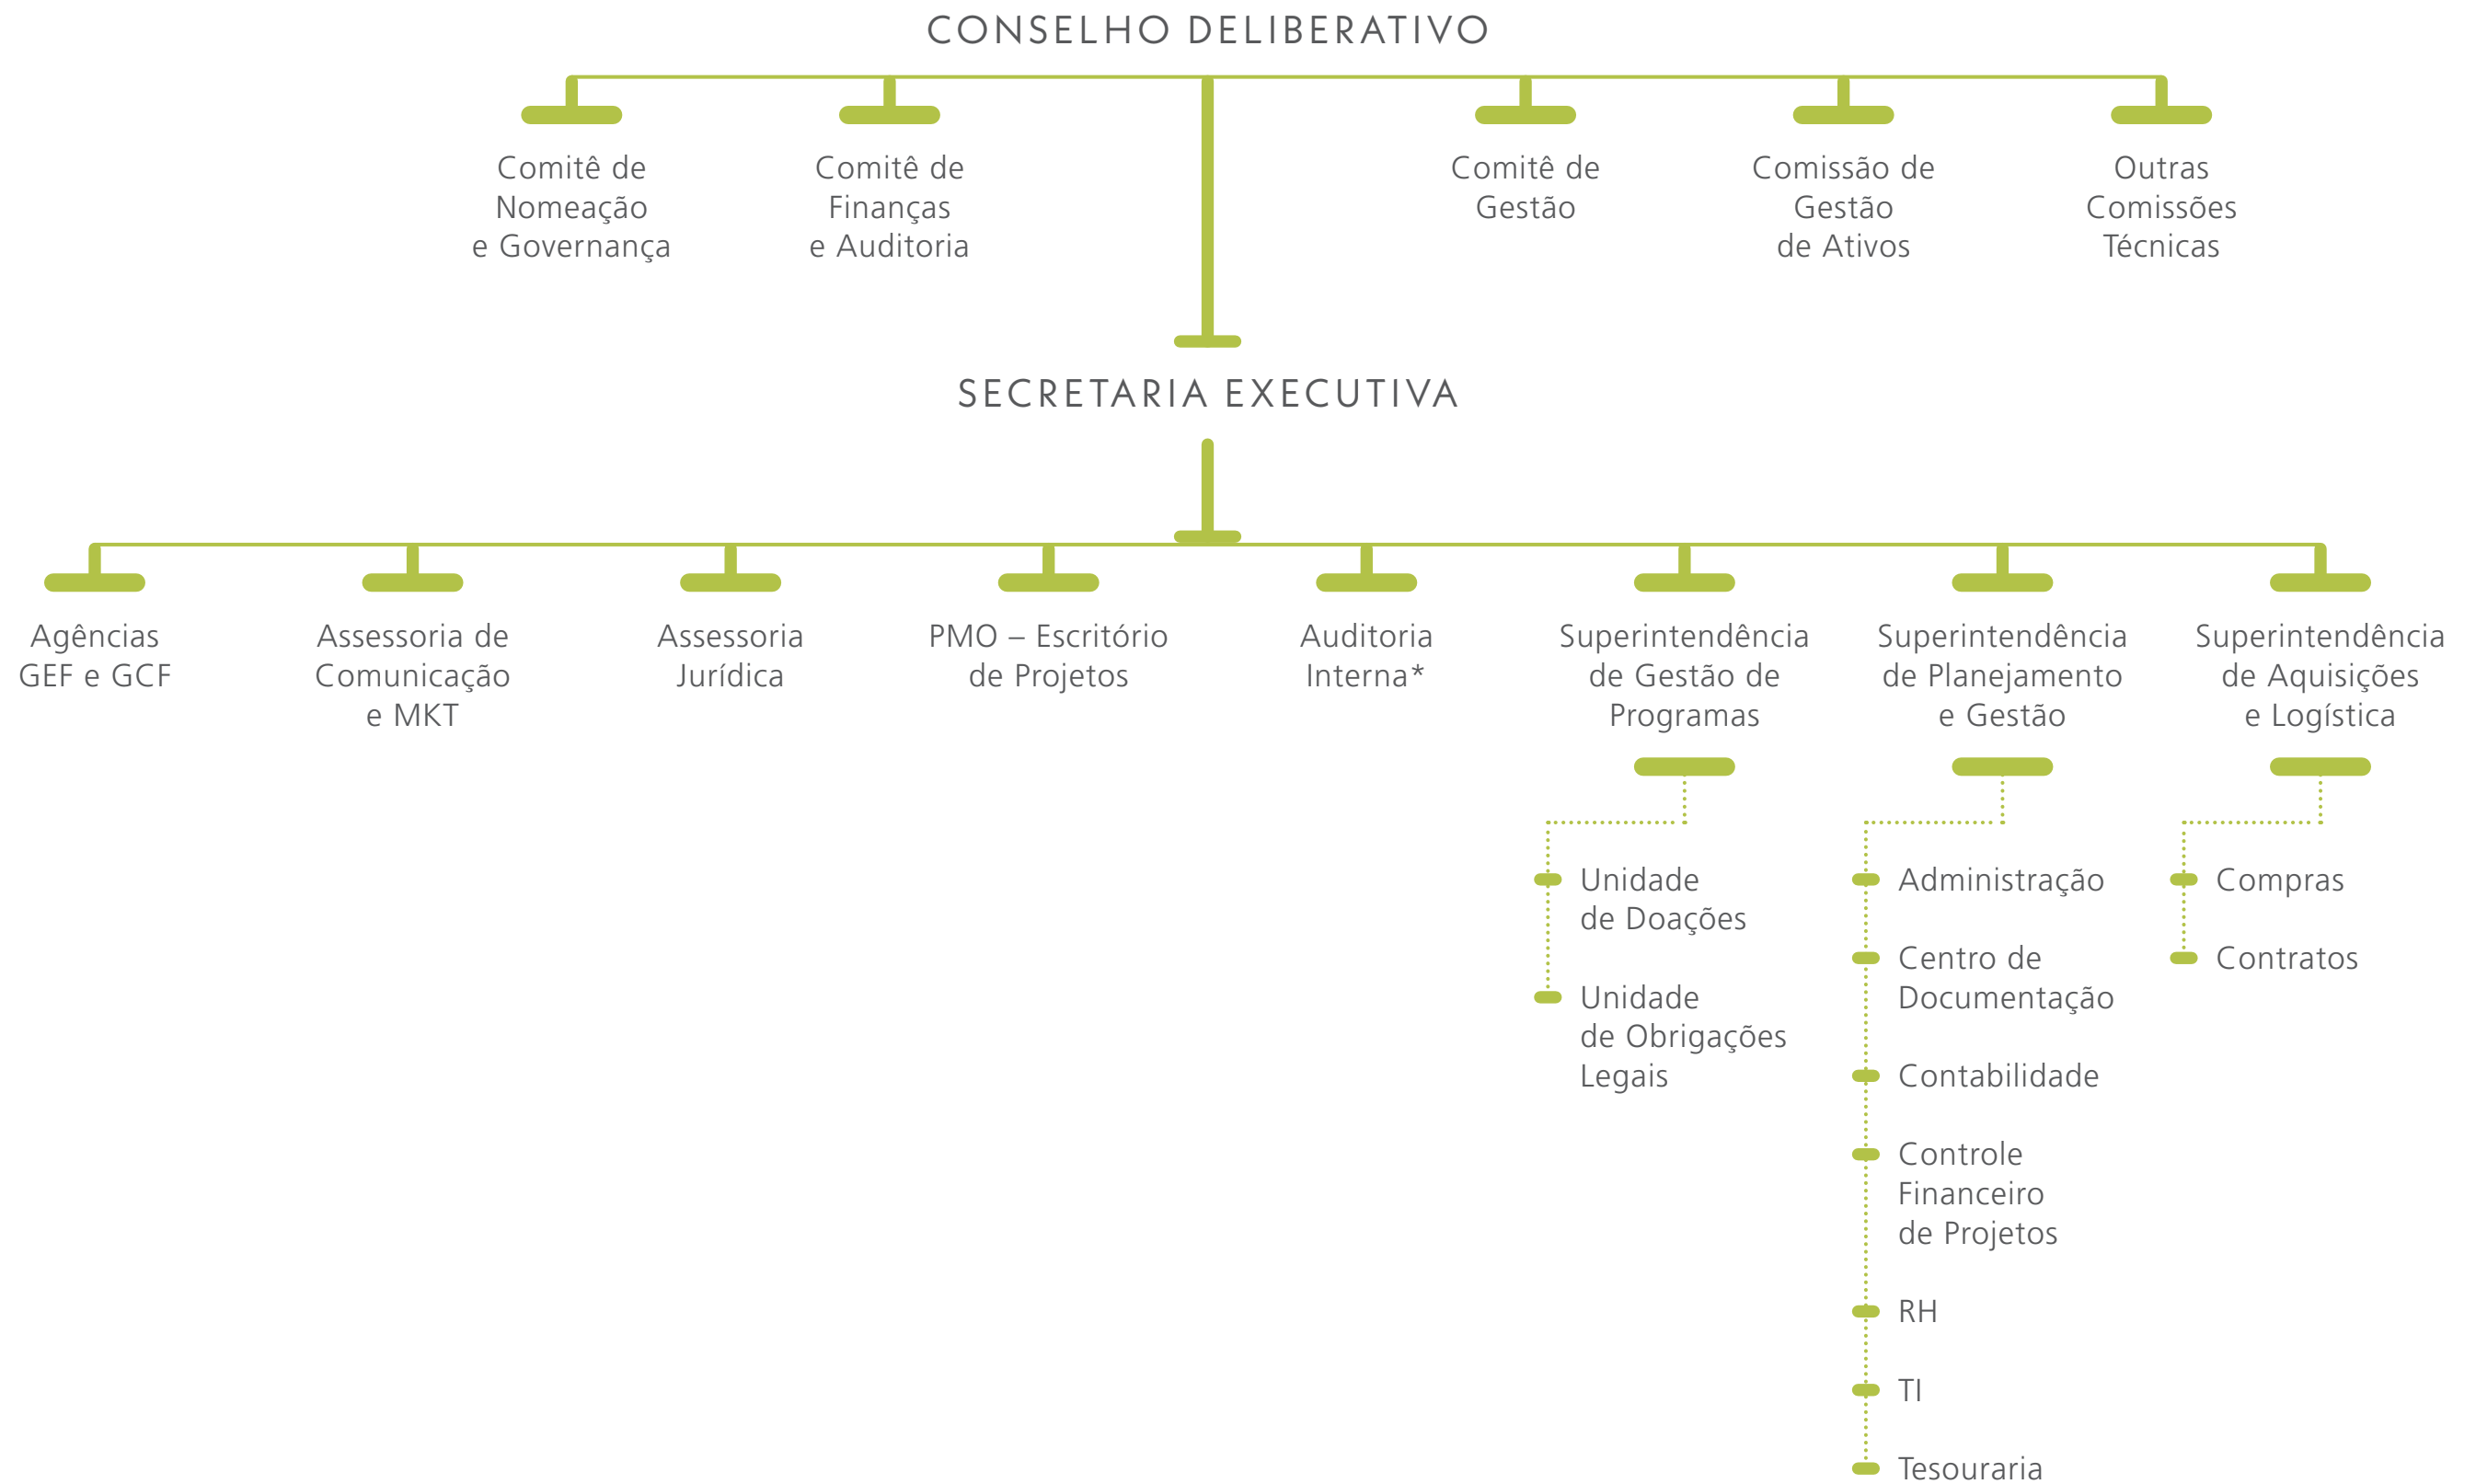 CONSELHO DELIBERATIVO
Comitê de
Nomeação
e Governança
Comitê de
Finanças
e Auditoria
Comitê de
Gestão
Comissão de
Gestão
de Ativos
Outras
Comissões
Técnicas
SECRETARIA EXECUTIVA
Agências
GEF e GCF
Assessoria de
Comunicação
e MKT
Assessoria
Jurídica
PMO – Escritório
de Projetos
Auditoria
Interna*
Superintendência
de Gestão de
Programas
Unidade
de Doações
Unidade
de Obrigações
Legais
Superintendência
de Planejamento
e Gestão
Administração
Centro de
Documentação
Contabilidade
Controle
Financeiro
de Projetos
RH
TI
Tesouraria
Superintendência
de Aquisições
e Logística
Compras
Contratos